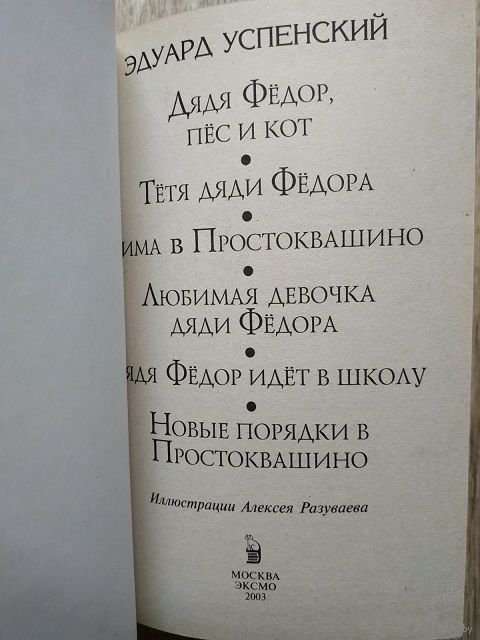 ЭДУАРД УСПЕНСКИЙ
ДЯДЯ ФЁДОР,
ПЁС И КОТ
•
ТЁТЯ ДЯДИ ФЁДОРА
•
ИМА В ПРОСТОКВАШИНО
•
ЛЮБИМАЯ ДЕВОЧКА
ДЯДИ ФЁДОРА
•
ЯДЯ ФЁДОР ИДЁТ В ШКОЛУ
•
НОВЫЕ ПОРЯДКИ В
ПРОСТОКВАШИНО
Иллюстрации Алексея Разуваева
МОСКВА
ЭКСМО
2003